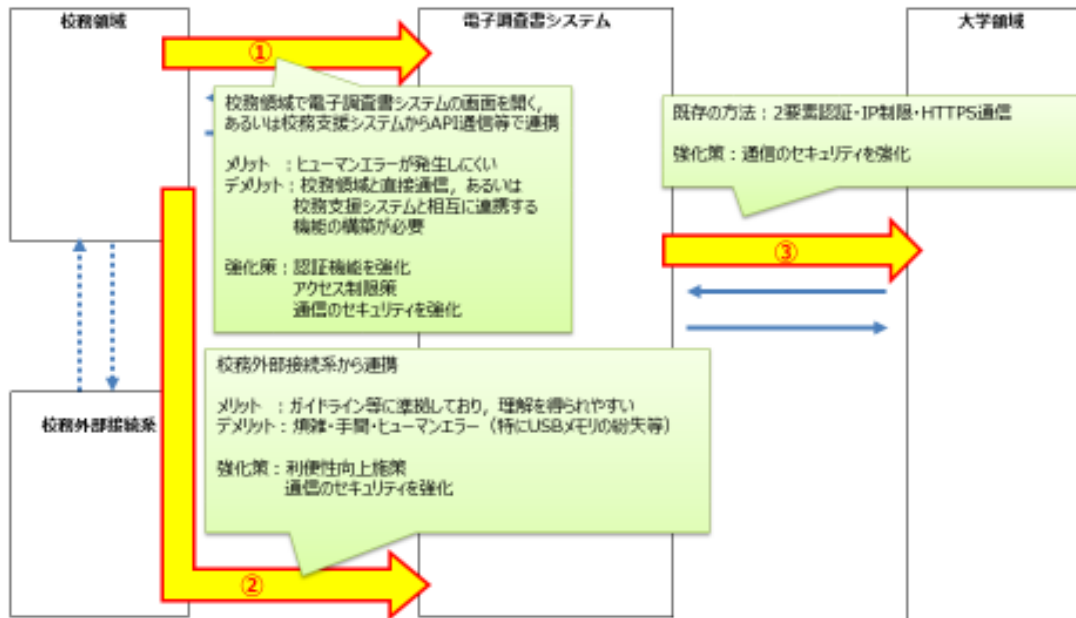 校務領域
電子調査書システム
大学領域
①
校務領域で電子調査書システムの画面を開く,
あるいは校務支援システムからAPI通信等で連携
メリット ：ヒューマンエラーが発生しにくい
デメリット：校務領域と直接通信, あるいは
校務支援システムと相互に連携する
機能の構築が必要
強化策：認証機能を強化
アクセス制限策
通信のセキュリティを強化
既存の方法：2要素認証・IP制限・HTTPS通信
強化策：通信のセキュリティを強化
③
校務外部接続系
校務外部接続系から連携
メリット ：ガイドライン等に準拠しており, 理解を得られやすい
デメリット：煩雑・手間・ヒューマンエラー（特にUSBメモリの紛失等）
強化策：利便性向上施策
通信のセキュリティを強化
②